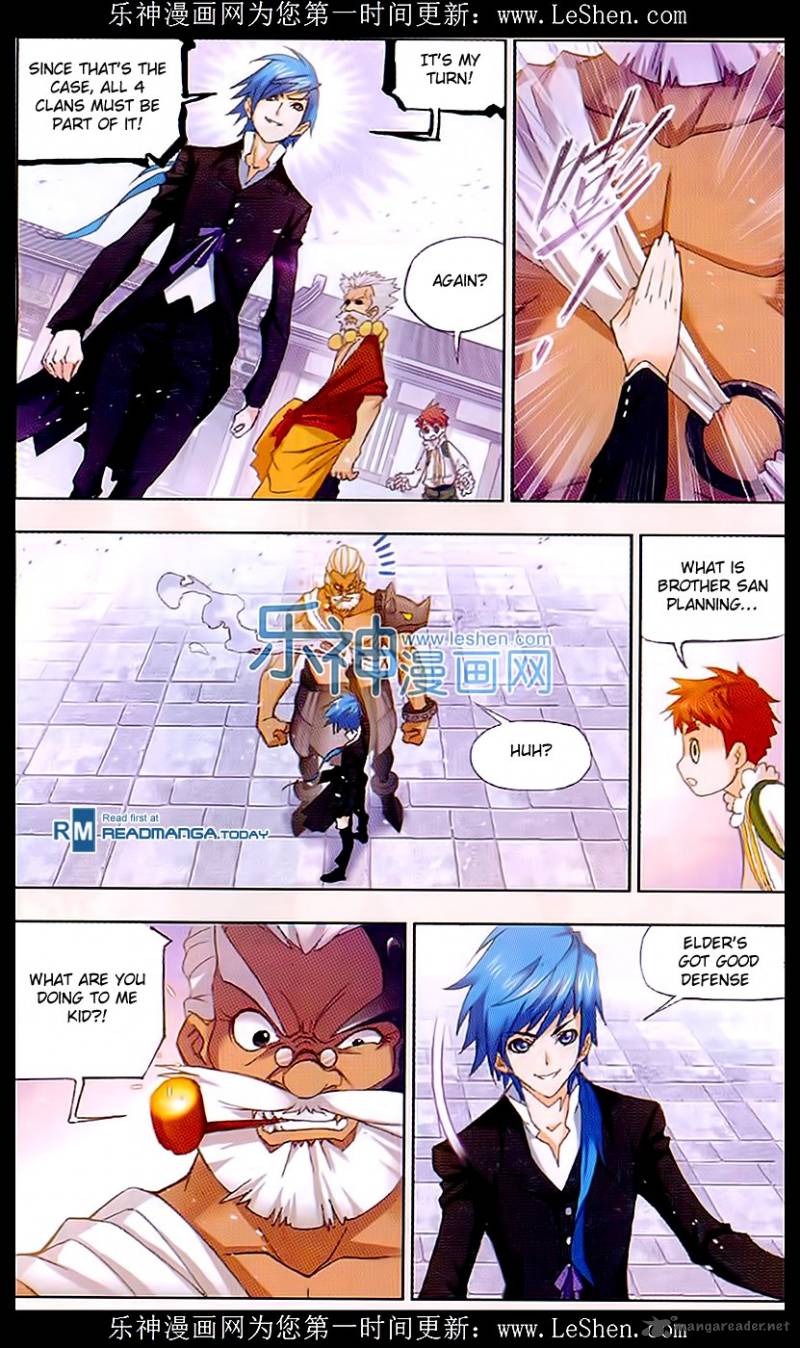 乐神漫画网为您第一时间更新：www.LeShen.com
SINCE THAT'S THE
CASE, ALL 4
CLANS MUST BE
PART OF IT!
IT'S MY
TURN!
AGAIN?
乐神漫画网
www.leshen.com
HUH?
RM
Read first at
READMANGA.TODAY
WHAT IS
BROTHER SAN
PLANNING...
WHAT ARE YOU
DOING TO ME
KID?!
ELDER'S
GOT GOOD
DEFENSE
乐神漫画网为您第一时间更新：www.LeShen.com
mangareader.net